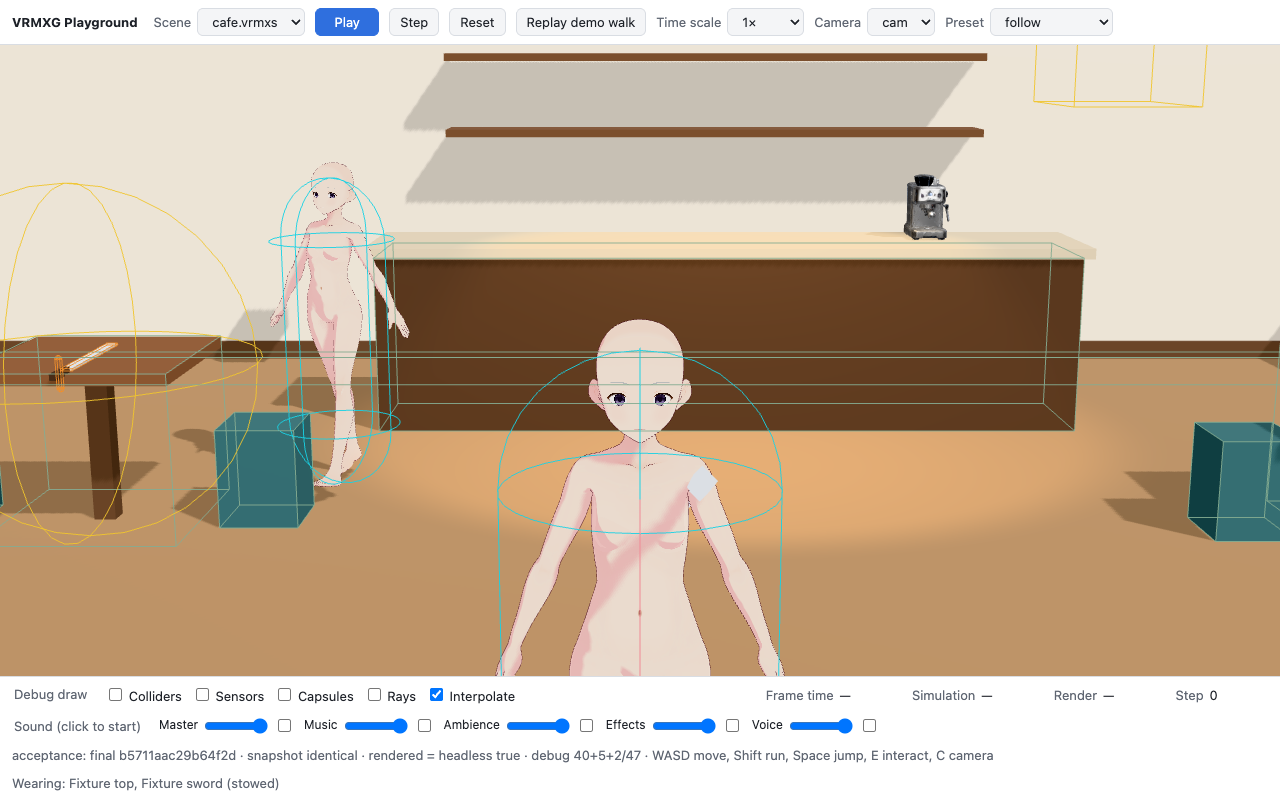 VRMXG Playground Scene cafe.vrmxs Play Step Reset Replay demo walk Time scale 1× Camera cam Preset follow
Debug draw Colliders Sensors Capsules Rays Interpolate Frame time — Simulation — Render — Step 0
Sound (click to start) Master Music Ambience Effects Voice
acceptance: final b5711aac29b64f2d · snapshot identical · rendered = headless true · debug 40+5+2/47 · WASD move, Shift run, Space jump, E interact, C camera
Wearing: Fixture top, Fixture sword (stowed)